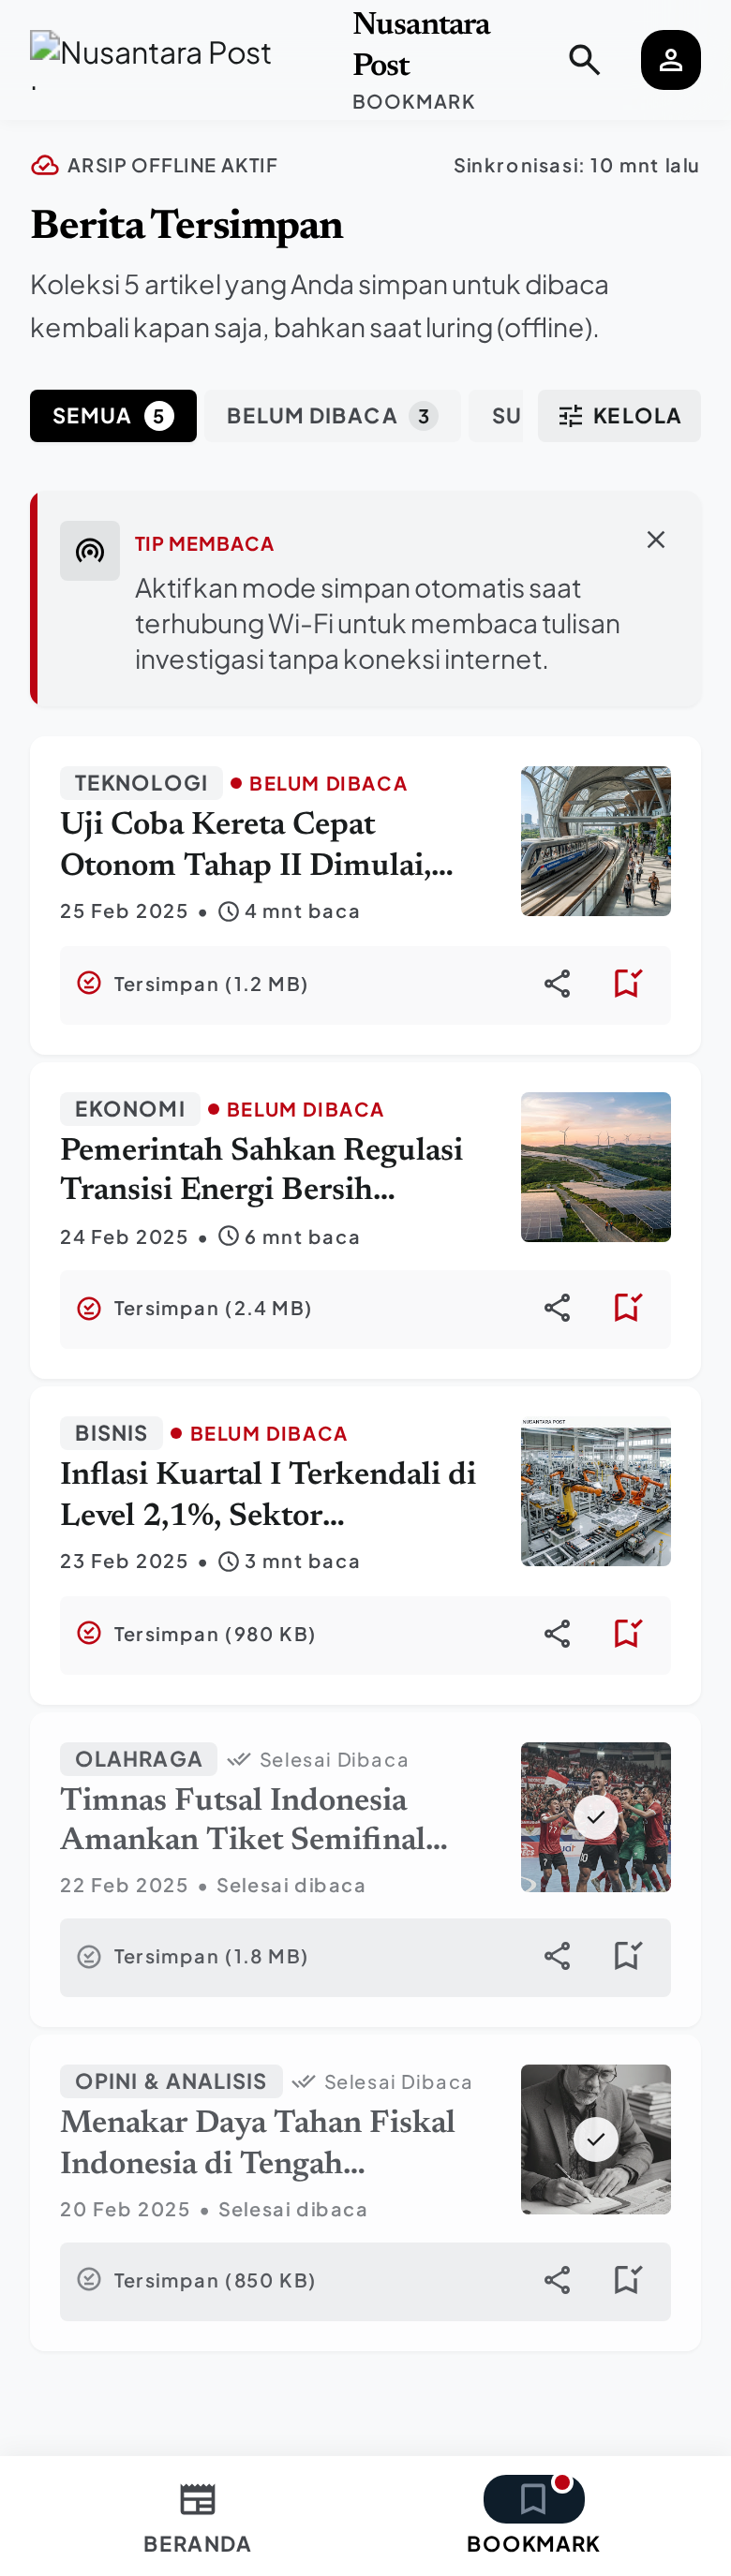 Nusantara Post
Nusantara
Post
BOOKMARK
ARSIP OFFLINE AKTIF
Sinkronisasi: 10 mnt lalu
Berita Tersimpan
Koleksi 5 artikel yang Anda simpan untuk dibaca
kembali kapan saja, bahkan saat luring (offline).
SEMUA 5
BELUM DIBACA 3
SU
KELOLA
TIP MEMBACA
Aktifkan mode simpan otomatis saat
terhubung Wi-Fi untuk membaca tulisan
investigasi tanpa koneksi internet.
TEKNOLOGI • BELUM DIBACA
Uji Coba Kereta Cepat
Otonom Tahap II Dimulai,...
25 Feb 2025 • 4 mnt baca
Tersimpan (1.2 MB)
EKONOMI • BELUM DIBACA
Pemerintah Sahkan Regulasi
Transisi Energi Bersih...
24 Feb 2025 • 6 mnt baca
Tersimpan (2.4 MB)
BISNIS • BELUM DIBACA
NUSANTARA POST
Inflasi Kuartal I Terkendali di
Level 2,1%, Sektor...
23 Feb 2025 • 3 mnt baca
Tersimpan (980 KB)
OLAHRAGA Selesai Dibaca
Timnas Futsal Indonesia
Amankan Tiket Semifinal...
22 Feb 2025 • Selesai dibaca
Tersimpan (1.8 MB)
OPINI & ANALISIS Selesai Dibaca
Menakar Daya Tahan Fiskal
Indonesia di Tengah...
20 Feb 2025 • Selesai dibaca
Tersimpan (850 KB)
BERANDA
BOOKMARK